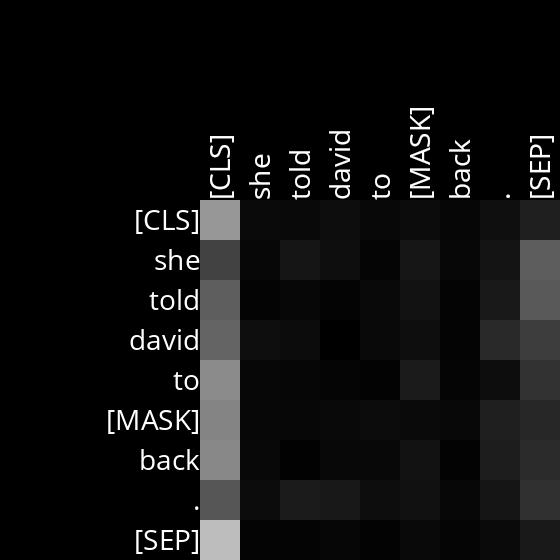 [CLS] she told david to [MASK] back . [SEP]
[CLS]
she
told
david
to
[MASK]
back
.
[SEP]